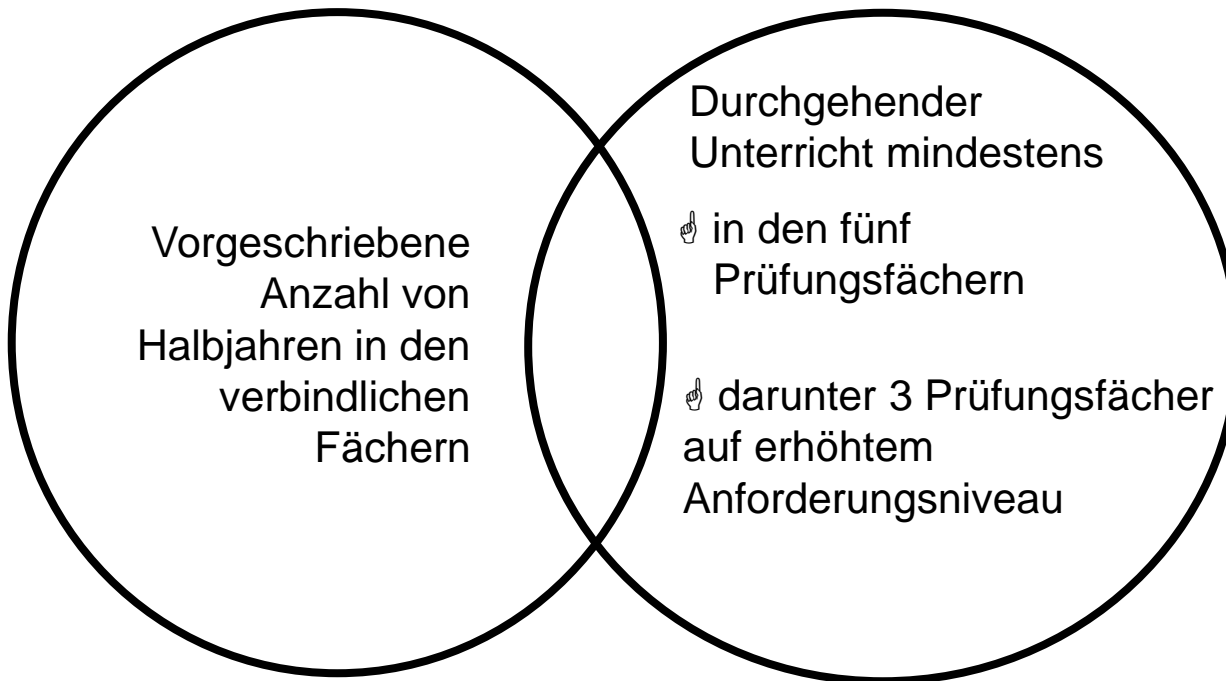 Vorgeschriebene
Anzahl von
Halbjahren in den
verbindlichen
Fächern
Durchgehender
Unterricht mindestens
☝ in den fünf
Prüfungsfächern
☝ darunter 3 Prüfungsfächer
auf erhöhtem
Anforderungsniveau